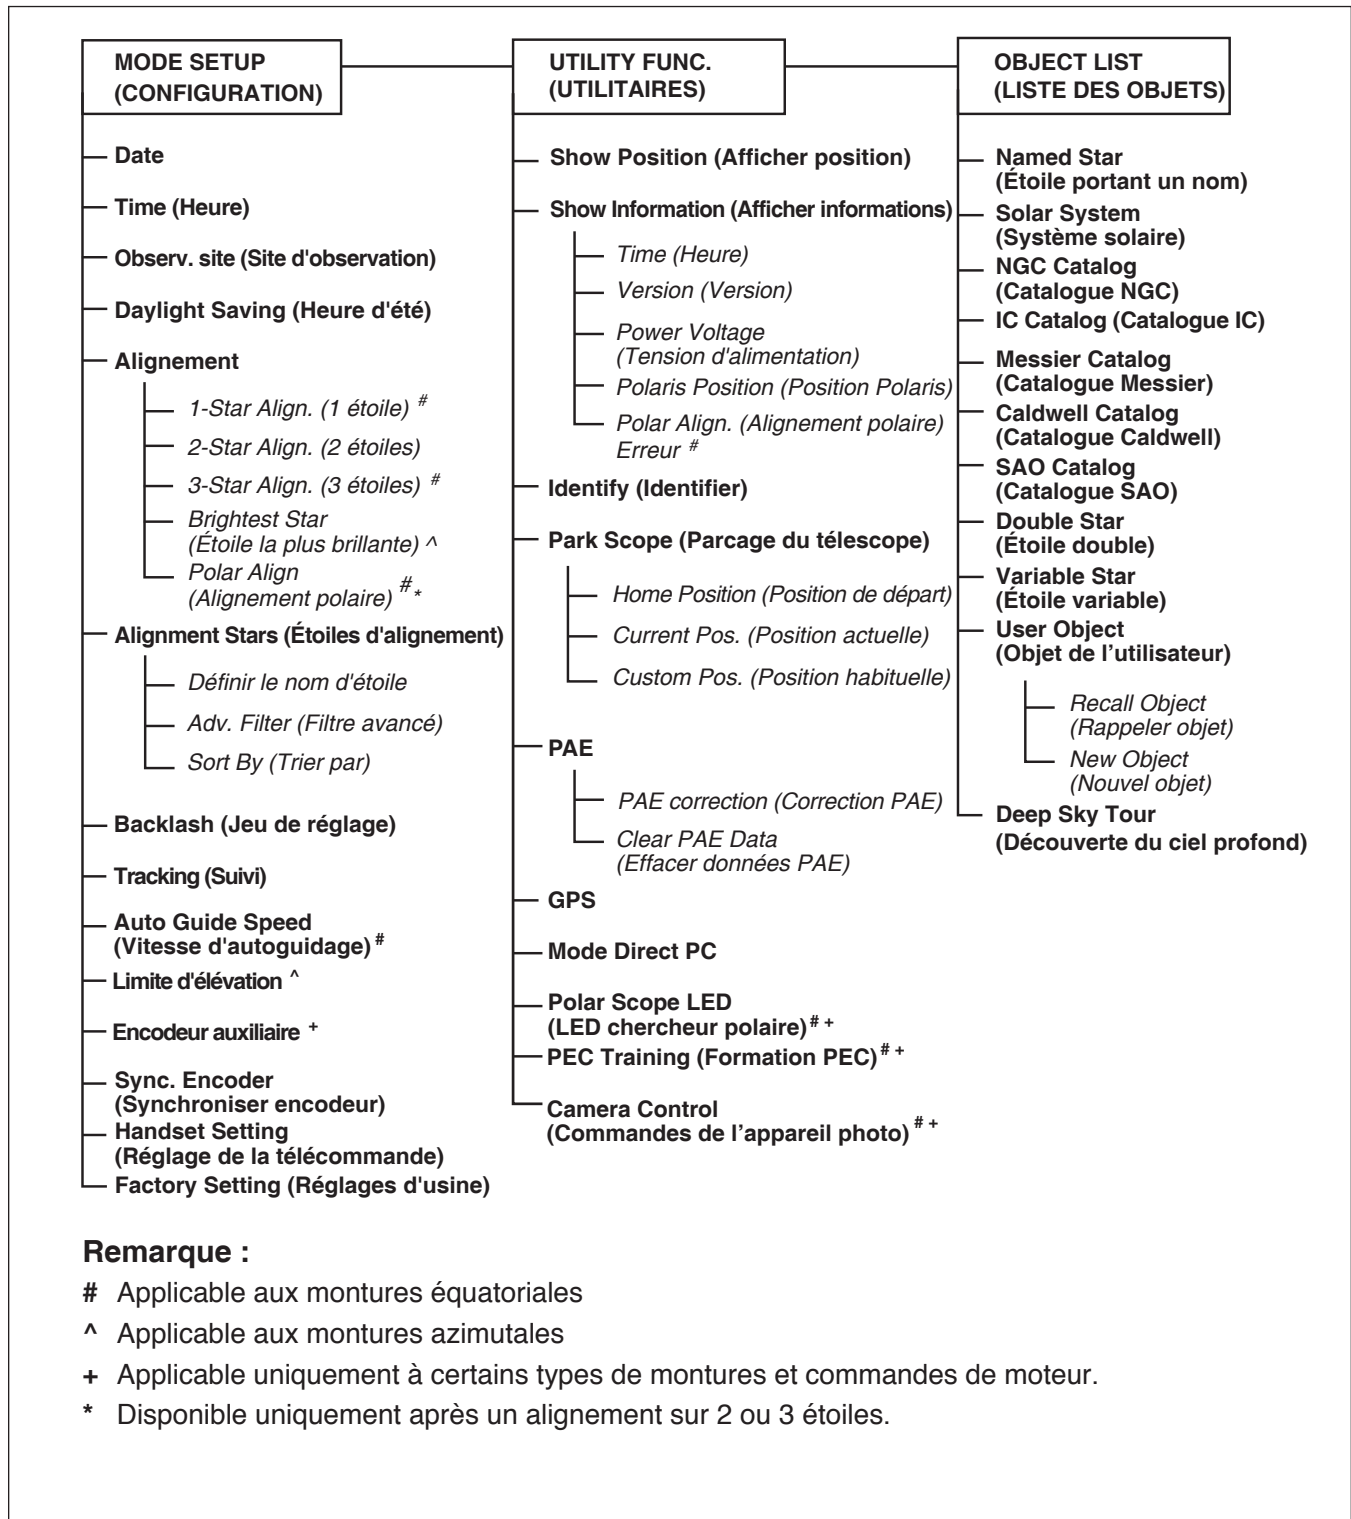 MODE SETUP
(CONFIGURATION)
Date
Time (Heure)
Observ. site (Site d'observation)
Daylight Saving (Heure d'été)
Alignement
1-Star Align. (1 étoile) #
2-Star Align. (2 étoiles)
3-Star Align. (3 étoiles) #
Brightest Star
(Étoile la plus brillante) ^
Polar Align
(Alignement polaire) #*
Alignment Stars (Étoiles d'alignement)
Définir le nom d'étoile
Adv. Filter (Filtre avancé)
Sort By (Trier par)
Backlash (Jeu de réglage)
Tracking (Suivi)
Auto Guide Speed
(Vitesse d'autoguidage) #
Limite d'élévation ^
Encodeur auxiliaire +
Sync. Encoder
(Synchroniser encodeur)
Handset Setting
(Réglage de la télécommande)
Factory Setting (Réglages d'usine)
UTILITY FUNC.
(UTILITAIRES)
Show Position (Afficher position)
Show Information (Afficher informations)
Time (Heure)
Version (Version)
Power Voltage
(Tension d'alimentation)
Polaris Position (Position Polaris)
Polar Align. (Alignement polaire)
Erreur #
Identify (Identifier)
Park Scope (Parcage du télescope)
Home Position (Position de départ)
Current Pos. (Position actuelle)
Custom Pos. (Position habituelle)
PAE
PAE correction (Correction PAE)
Clear PAE Data
(Effacer données PAE)
GPS
Mode Direct PC
Polar Scope LED
(LED chercheur polaire) # +
PEC Training (Formation PEC) # +
Camera Control
(Commandes de l’appareil photo) # +
OBJECT LIST
(LISTE DES OBJETS)
Named Star
(Étoile portant un nom)
Solar System
(Système solaire)
NGC Catalog
(Catalogue NGC)
IC Catalog (Catalogue IC)
Messier Catalog
(Catalogue Messier)
Caldwell Catalog
(Catalogue Caldwell)
SAO Catalog
(Catalogue SAO)
Double Star
(Étoile double)
Variable Star
(Étoile variable)
User Object
(Objet de l’utilisateur)
Recall Object
(Rappeler objet)
New Object
(Nouvel objet)
Deep Sky Tour
(Découverte du ciel profond)
Remarque :
# Applicable aux montures équatoriales
^ Applicable aux montures azimutales
+ Applicable uniquement à certains types de montures et commandes de moteur.
* Disponible uniquement après un alignement sur 2 ou 3 étoiles.